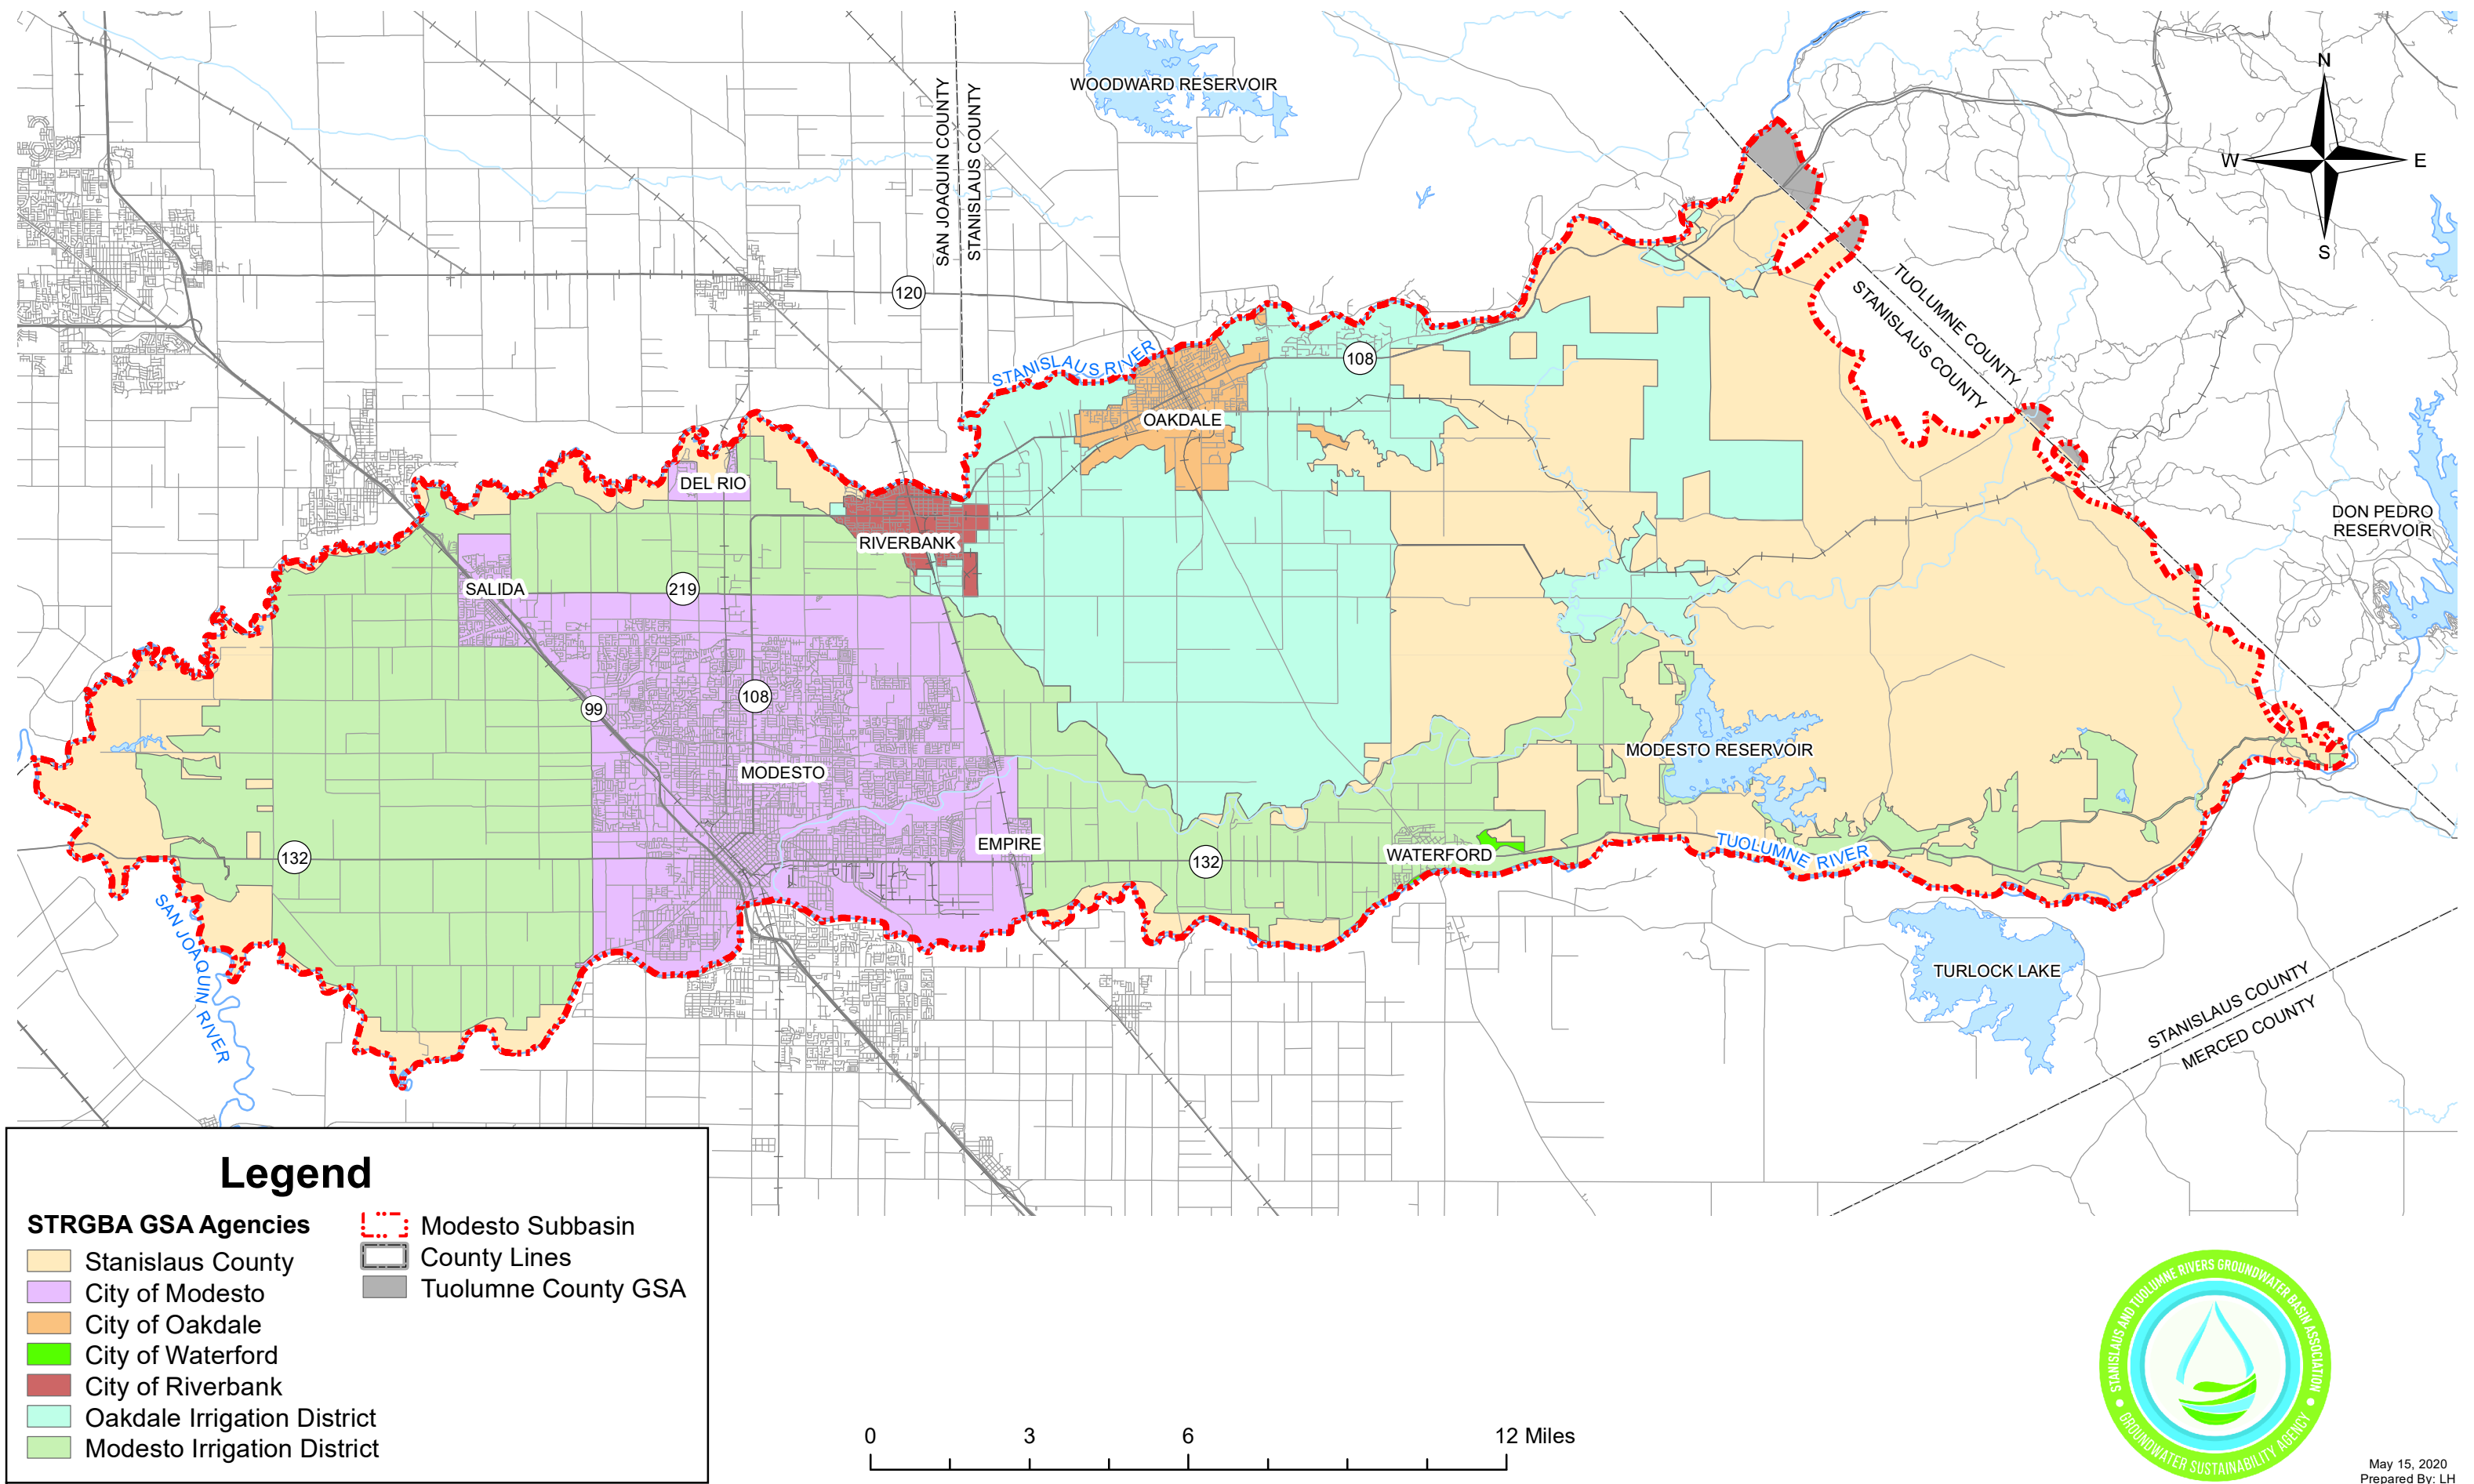 WOODWARD RESERVOIR
SAN JOAQUIN COUNTY
STANISLAUS COUNTY
N
W
E
S
120
TUOLUMNE COUNTY
STANISLAUS COUNTY
STANISLAUS RIVER
108
OAKDALE
DEL RIO
DON PEDRO
RESERVOIR
RIVERBANK
SALIDA
219
108
99
MODESTO RESERVOIR
MODESTO
EMPIRE
132
132
WATERFORD
TUOLUMNE RIVER
SAN JOAQUIN RIVER
TURLOCK LAKE
STANISLAUS COUNTY
MERCED COUNTY
Legend
STRGBA GSA Agencies
Stanislaus County
City of Modesto
City of Oakdale
City of Waterford
City of Riverbank
Oakdale Irrigation District
Modesto Irrigation District
Modesto Subbasin
County Lines
Tuolumne County GSA
0 3 6 12 Miles
STANISLAUS AND TUOLUMNE RIVERS GROUNDWATER BASIN ASSOCIATION
GROUNDWATER SUSTAINABILITY AGENCY
May 15, 2020
Prepared By: LH